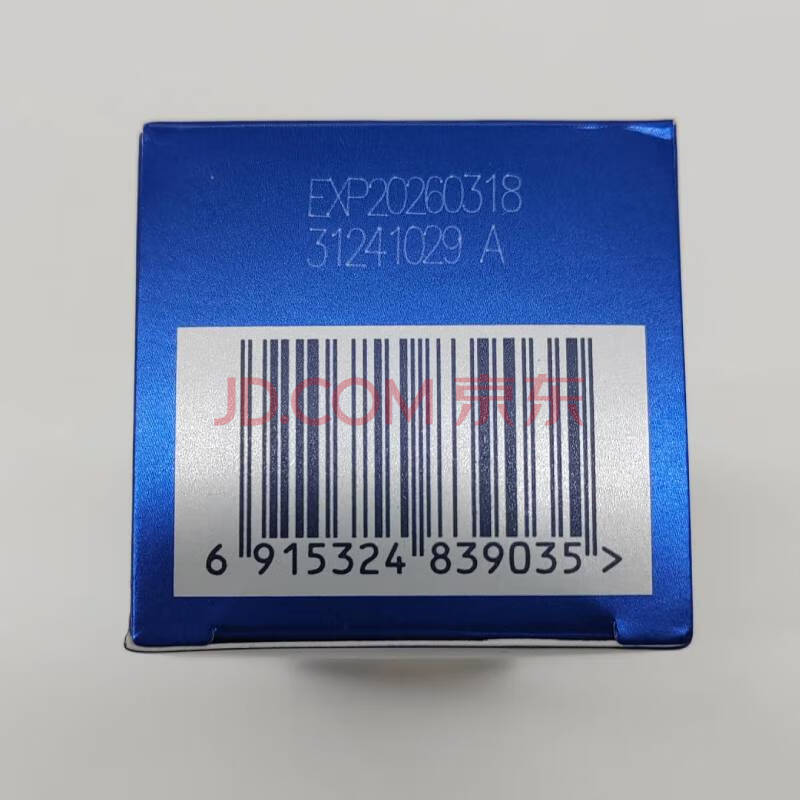 EXP20260318
31241029 A
JD.COM 京东
6 915324 839035 >